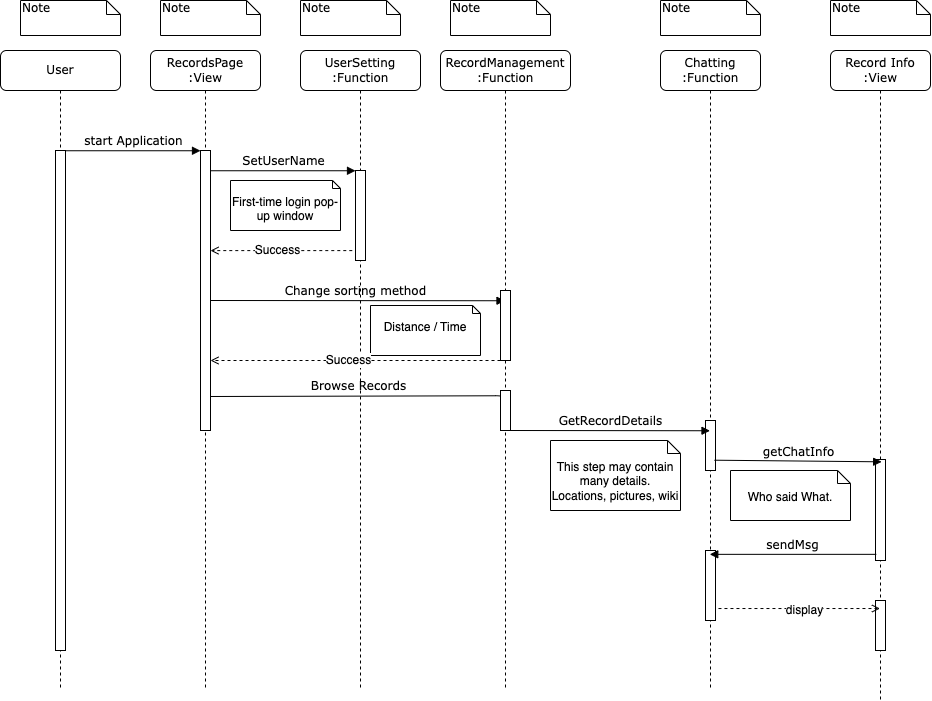 Note
Note
Note
Note
Note
Note
User
RecordsPage
:View
UserSetting
:Function
RecordManagement
:Function
Chatting
:Function
Record Info
:View
start Application
SetUserName
First-time login pop-
up window
Success
Change sorting method
Distance / Time
Success
Browse Records
GetRecordDetails
This step may contain
many details.
Locations, pictures, wiki
getChatInfo
Who said What.
sendMsg
display